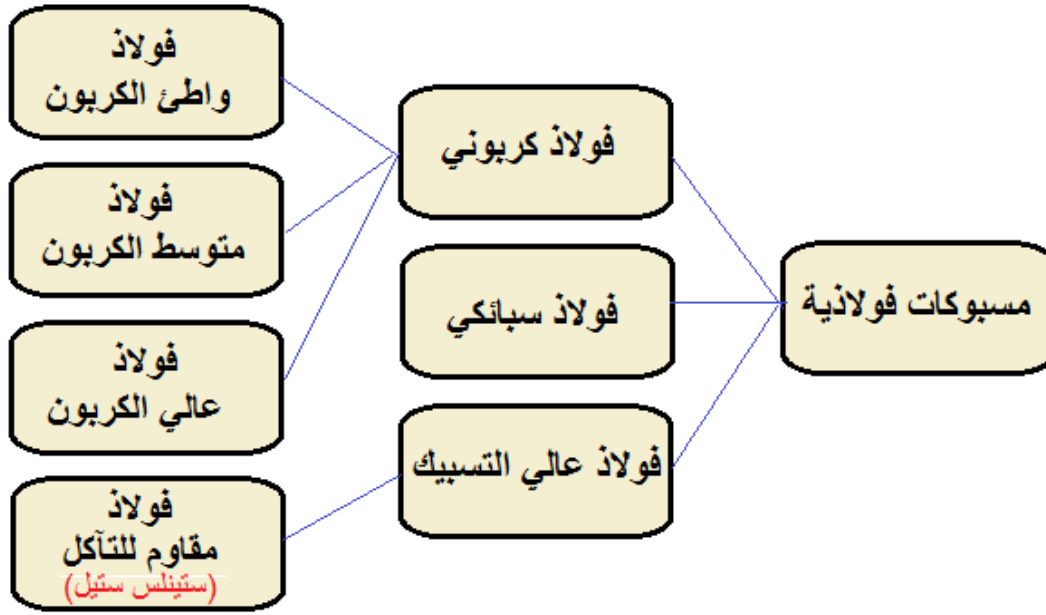 مسبوكات فولاذية
فولاذ كربوني
فولاذ سبائكي
فولاذ عالي التسبيك
فولاذ
واطئ الكربون
فولاذ
متوسط الكربون
فولاذ
عالي الكربون
فولاذ
مقاوم للتآكل
(ستينلس ستيل)